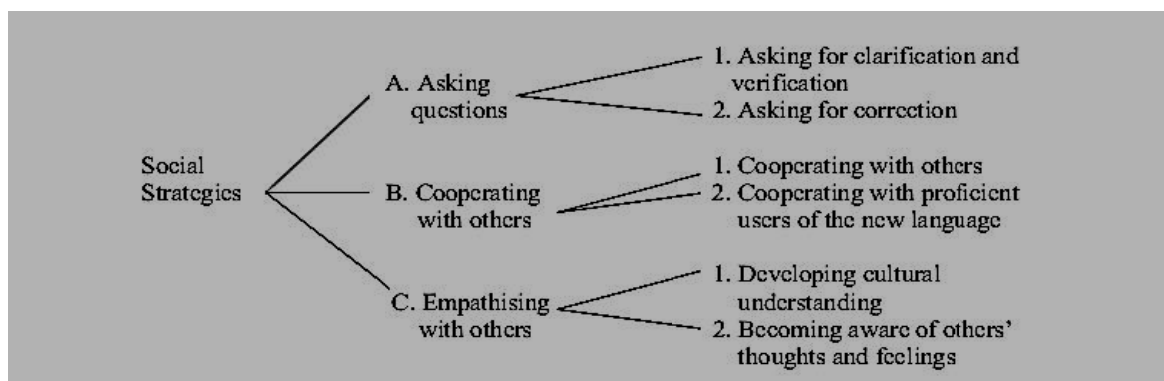 1. Asking for clarification and
verification
A. Asking
questions
2. Asking for correction
Social
Strategies
1. Cooperating with others
B. Cooperating
with others
2. Cooperating with proficient
users of the new language
1. Developing cultural
understanding
C. Empathising
with others
2. Becoming aware of others'
thoughts and feelings